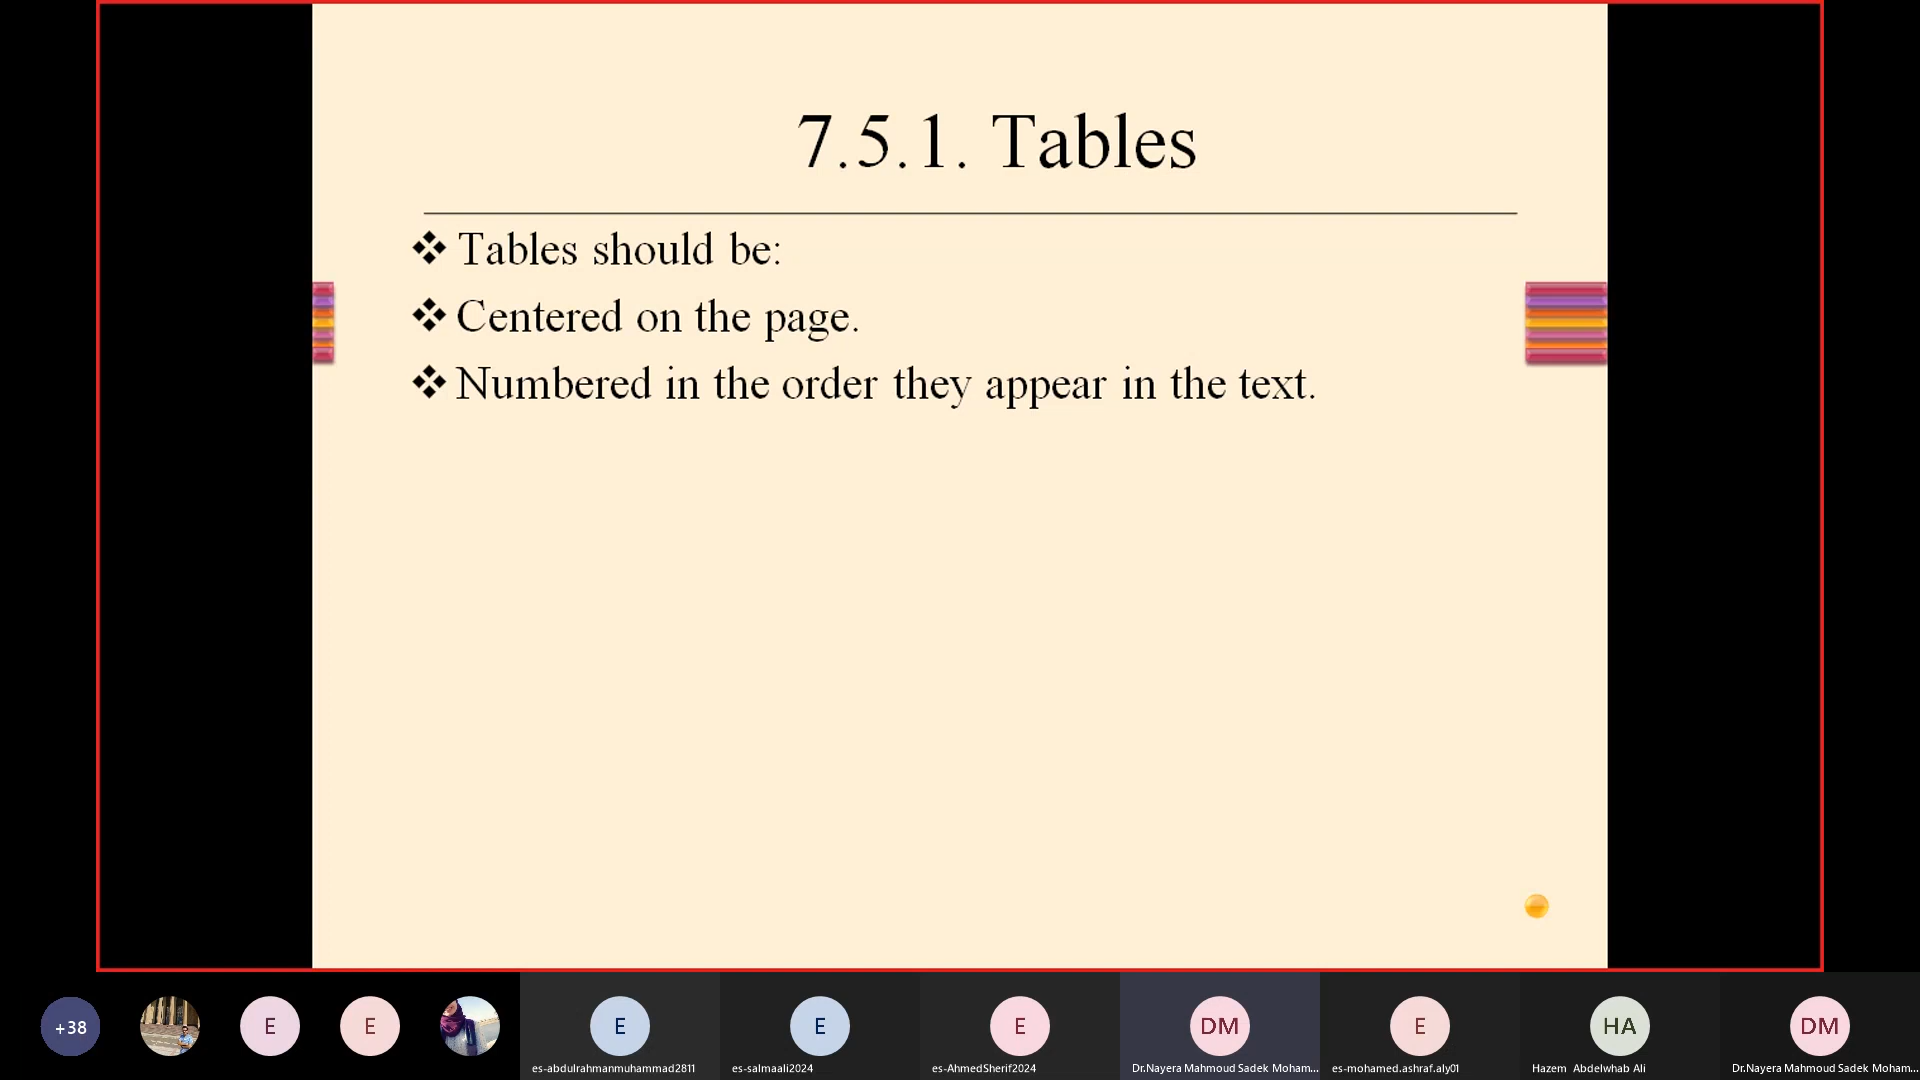 7.5.1. Tables
❖ Tables should be:
❖ Centered on the page.
❖ Numbered in the order they appear in the text.
+38
E
E
E
E
E
DM
E
HA
DM
es-abdulrahmanmuhammad2811
es-salmaali2024
es-AhmedSherif2024
Dr.Nayera Mahmoud Sadek Moham...
es-mohamed.ashraf.aly01
Hazem Abdelwhab Ali
Dr.Nayera Mahmoud Sadek Moham...